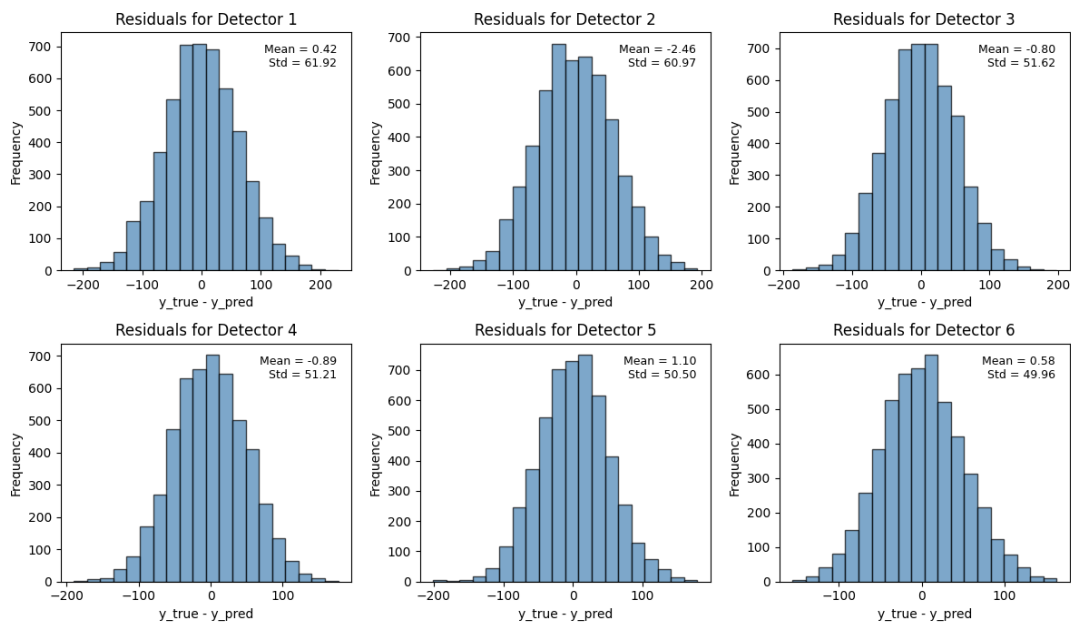 Residuals for Detector 1
Mean = 0.42
Std = 61.92
700
600
500
400
300
200
100
0
Frequency
−200 −100 0 100 200
y_true - y_pred
Residuals for Detector 2
Mean = -2.46
Std = 60.97
700
600
500
400
300
200
100
0
Frequency
−200 −100 0 100 200
y_true - y_pred
Residuals for Detector 3
Mean = -0.80
Std = 51.62
700
600
500
400
300
200
100
0
Frequency
−200 −100 0 100 200
y_true - y_pred
Residuals for Detector 4
Mean = -0.89
Std = 51.21
700
600
500
400
300
200
100
0
Frequency
−200 −100 0 100
y_true - y_pred
Residuals for Detector 5
Mean = 1.10
Std = 50.50
700
600
500
400
300
200
100
0
Frequency
−200 −100 0 100
y_true - y_pred
Residuals for Detector 6
Mean = 0.58
Std = 49.96
600
500
400
300
200
100
0
Frequency
−100 0 100
y_true - y_pred